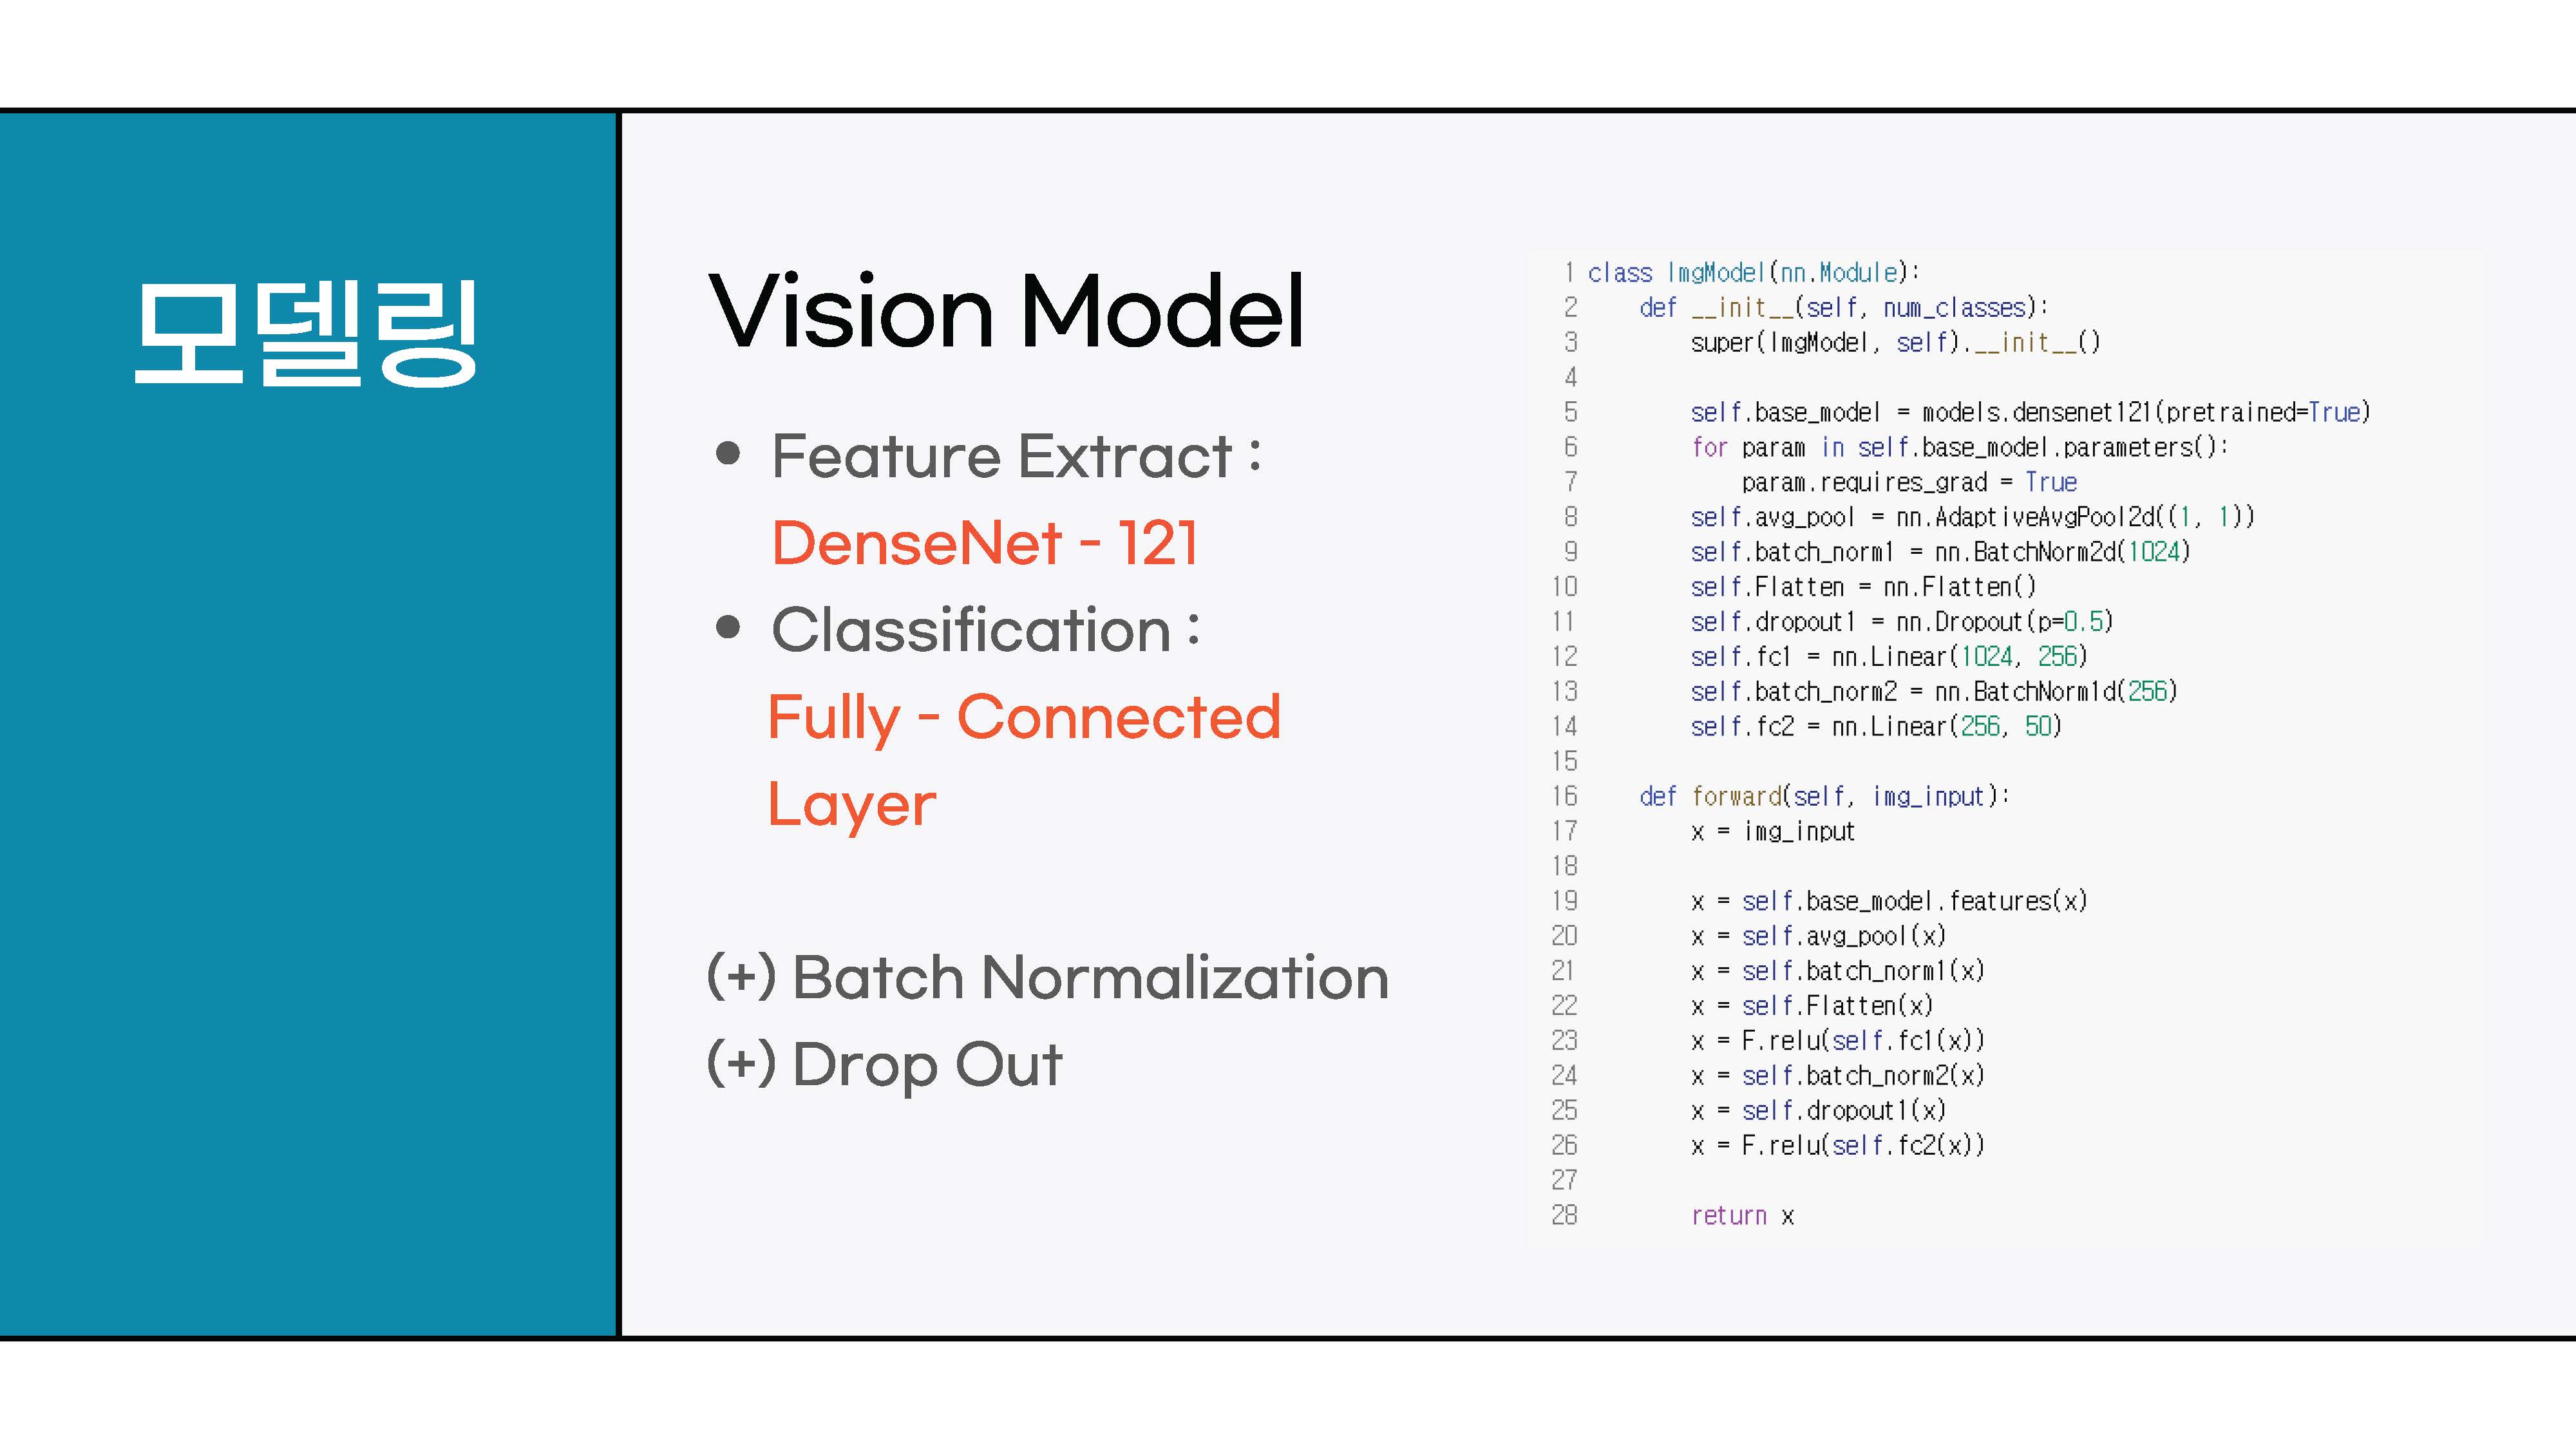 모델링
Vision Model
• Feature Extract :
DenseNet - 121
• Classification :
Fully - Connected
Layer
(+) Batch Normalization
(+) Drop Out
1 class ImgModel(nn.Module):
2     def __init__(self, num_classes):
3         super(ImgModel, self).__init__()
4
5         self.base_model = models.densenet121(pretrained=True)
6         for param in self.base_model.parameters():
7             param.requires_grad = True
8         self.avg_pool = nn.AdaptiveAvgPool2d((1, 1))
9         self.batch_norm1 = nn.BatchNorm2d(1024)
10         self.Flatten = nn.Flatten()
11         self.dropout1 = nn.Dropout(p=0.5)
12         self.fc1 = nn.Linear(1024, 256)
13         self.batch_norm2 = nn.BatchNorm1d(256)
14         self.fc2 = nn.Linear(256, 50)
15
16     def forward(self, img_input):
17         x = img_input
18
19         x = self.base_model.features(x)
20         x = self.avg_pool(x)
21         x = self.batch_norm1(x)
22         x = self.Flatten(x)
23         x = F.relu(self.fc1(x))
24         x = self.batch_norm2(x)
25         x = self.dropout1(x)
26         x = F.relu(self.fc2(x))
27
28         return x